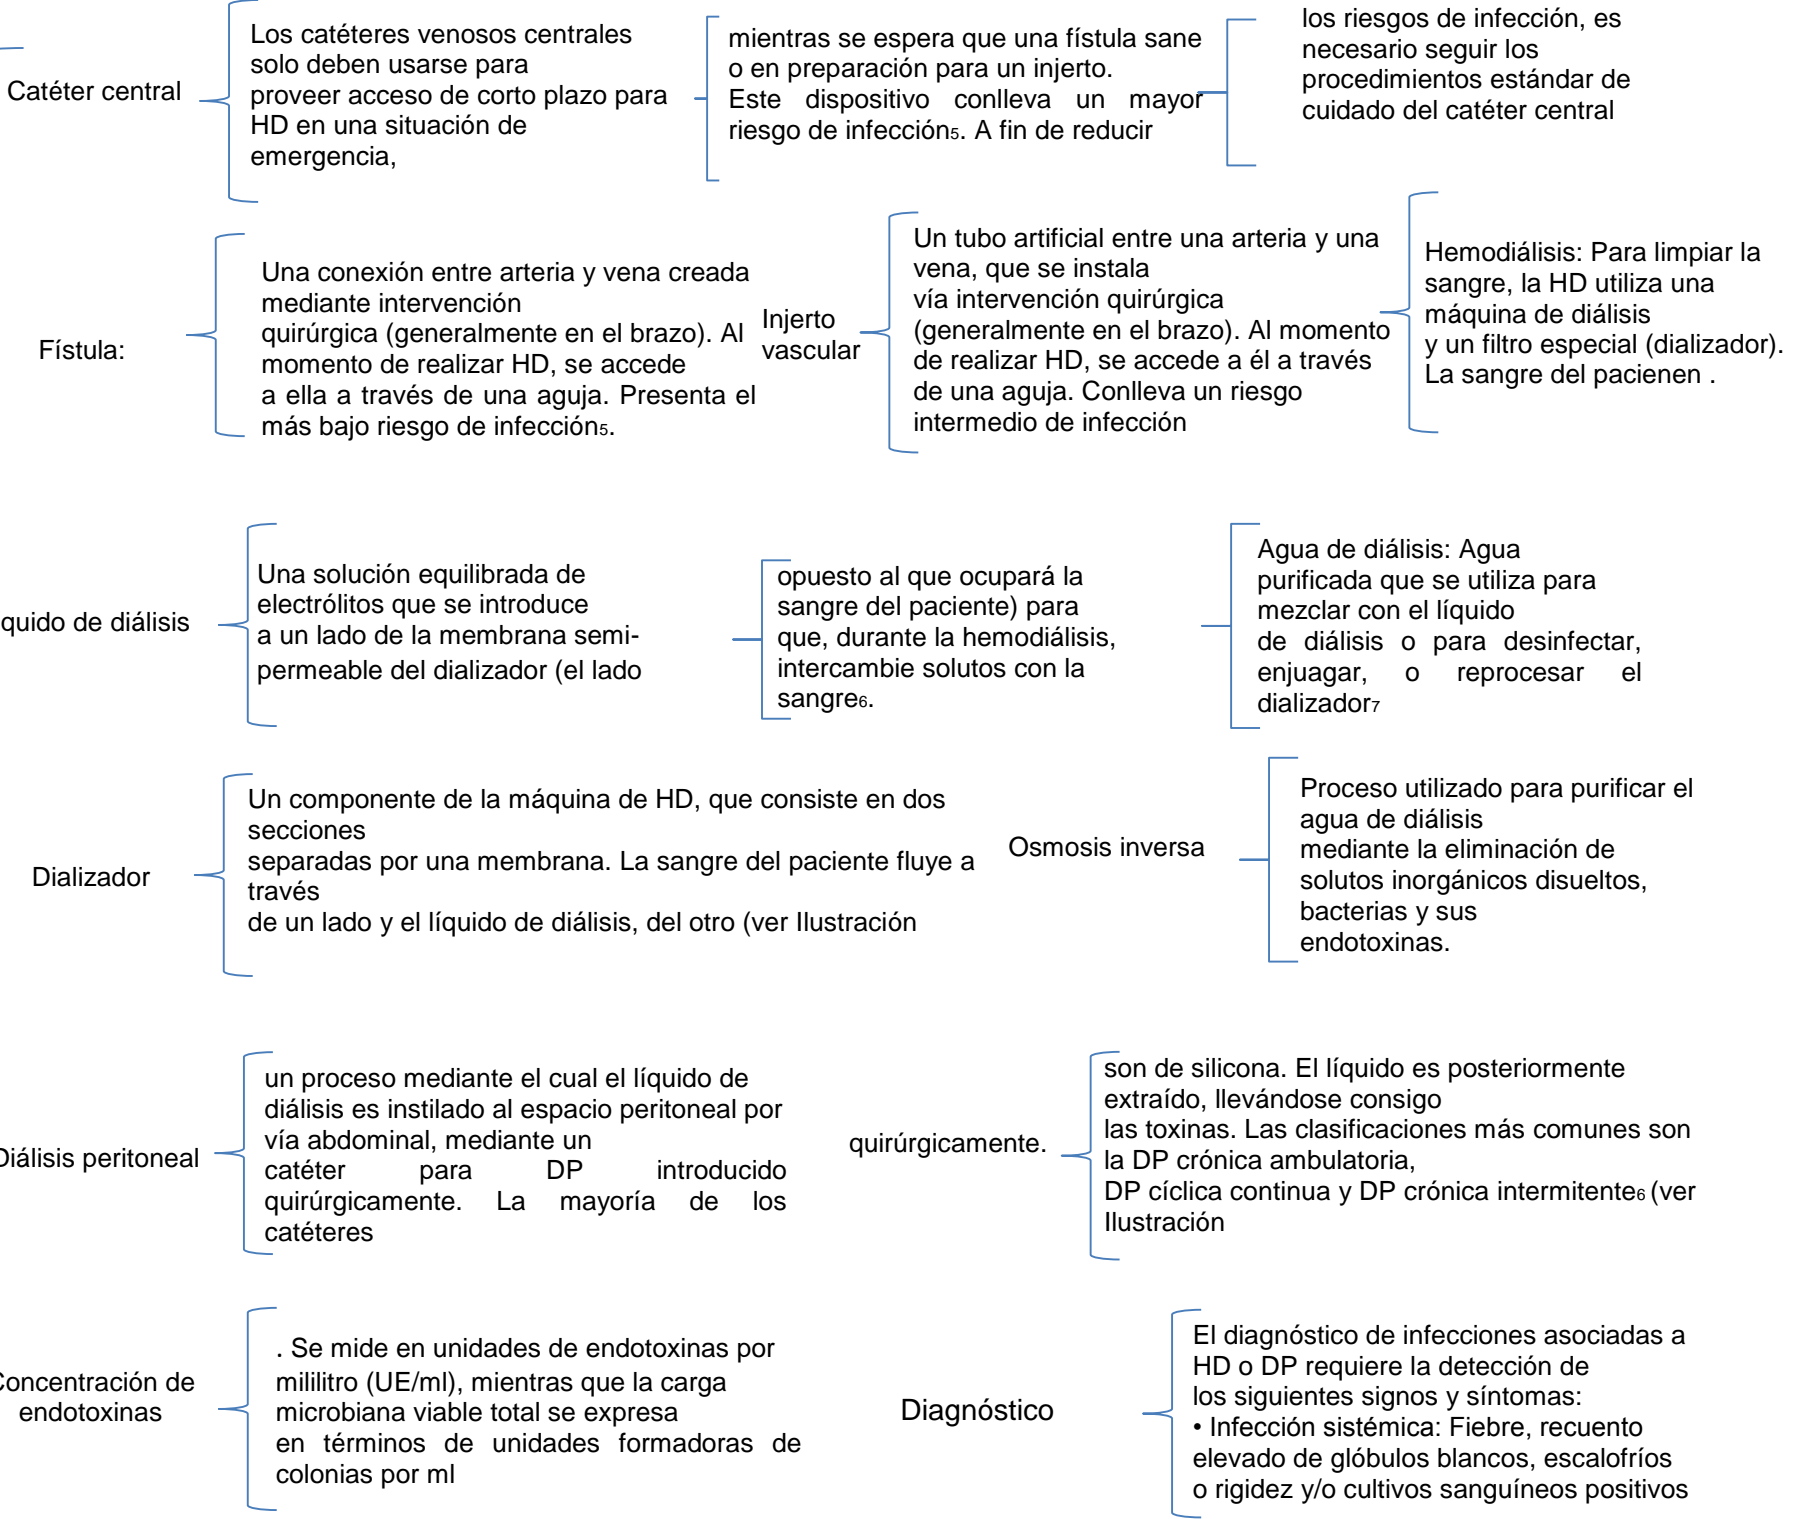 Catéter central
Los catéteres venosos centrales
solo deben usarse para
proveer acceso de corto plazo para
HD en una situación de
emergencia,
mientras se espera que una fístula sane
o en preparación para un injerto.
Este dispositivo conlleva un mayor
riesgo de infección5. A fin de reducir
los riesgos de infección, es
necesario seguir los
procedimientos estándar de
cuidado del catéter central
Fístula:
Una conexión entre arteria y vena creada
mediante intervención
quirúrgica (generalmente en el brazo). Al
momento de realizar HD, se accede
a ella a través de una aguja. Presenta el
más bajo riesgo de infección5.
Injerto
vascular
Un tubo artificial entre una arteria y una
vena, que se instala
vía intervención quirúrgica
(generalmente en el brazo). Al momento
de realizar HD, se accede a él a través
de una aguja. Conlleva un riesgo
intermedio de infección
Hemodiálisis: Para limpiar la
sangre, la HD utiliza una
máquina de diálisis
y un filtro especial (dializador).
La sangre del pacienen .
quido de diálisis
Una solución equilibrada de
electrólitos que se introduce
a un lado de la membrana semi-
permeable del dializador (el lado
opuesto al que ocupará la
sangre del paciente) para
que, durante la hemodiálisis,
intercambie solutos con la
sangre6.
Agua de diálisis: Agua
purificada que se utiliza para
mezclar con el líquido
de diálisis o para desinfectar,
enjuagar, o reprocesar el
dializador7
Dializador
Un componente de la máquina de HD, que consiste en dos
secciones
separadas por una membrana. La sangre del paciente fluye a
través
de un lado y el líquido de diálisis, del otro (ver Ilustración
Osmosis inversa
Proceso utilizado para purificar el
agua de diálisis
mediante la eliminación de
solutos inorgánicos disueltos,
bacterias y sus
endotoxinas.
Diálisis peritoneal
un proceso mediante el cual el líquido de
diálisis es instilado al espacio peritoneal por
vía abdominal, mediante un
catéter para DP introducido
quirúrgicamente. La mayoría de los
catéteres
quirúrgicamente.
son de silicona. El líquido es posteriormente
extraído, llevándose consigo
las toxinas. Las clasificaciones más comunes son
la DP crónica ambulatoria,
DP cíclica continua y DP crónica intermitente6 (ver
Ilustración
Concentración de
endotoxinas
. Se mide en unidades de endotoxinas por
mililitro (UE/ml), mientras que la carga
microbiana viable total se expresa
en términos de unidades formadoras de
colonias por ml
Diagnóstico
El diagnóstico de infecciones asociadas a
HD o DP requiere la detección de
los siguientes signos y síntomas:
• Infección sistémica: Fiebre, recuento
elevado de glóbulos blancos, escalofríos
o rigidez y/o cultivos sanguíneos positivos